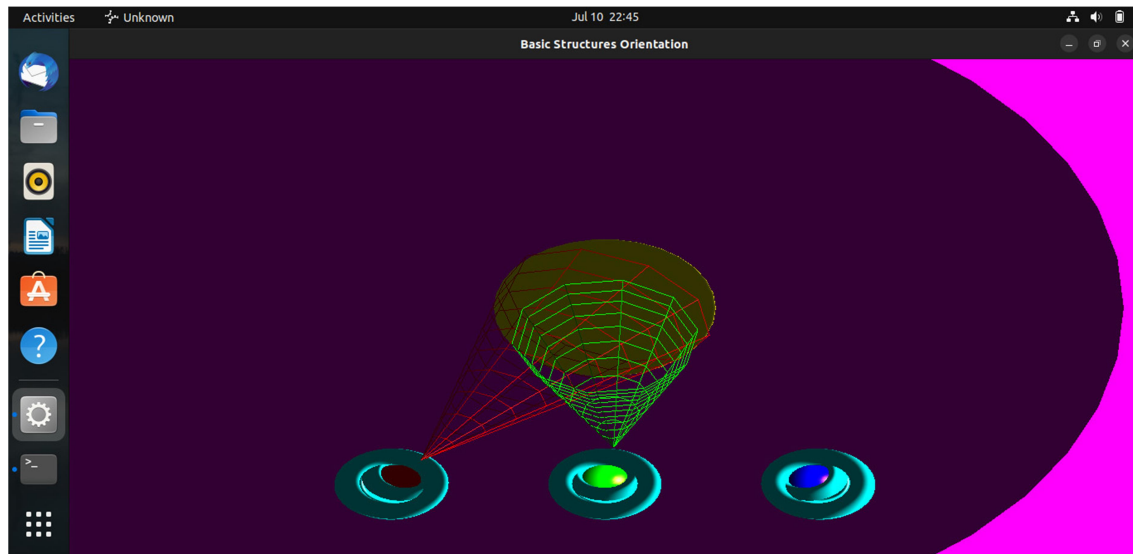 Activities
Unknown
Jul 10 22:45
Basic Structures Orientation
A
?
>_